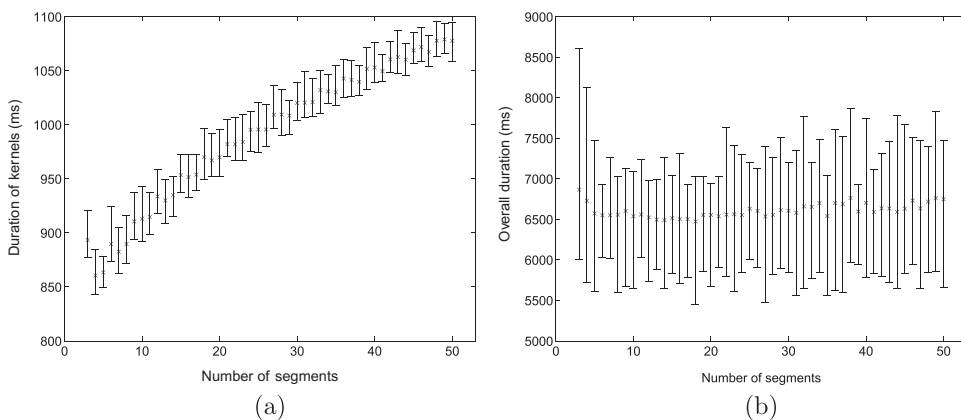 1100
1050
1000
950
900
850
800
Duration of kernels (ms)
0 10 20 30 40 50
Number of segments
(a)
9000
8500
8000
7500
7000
6500
6000
5500
5000
Overall duration (ms)
0 10 20 30 40 50
Number of segments
(b)